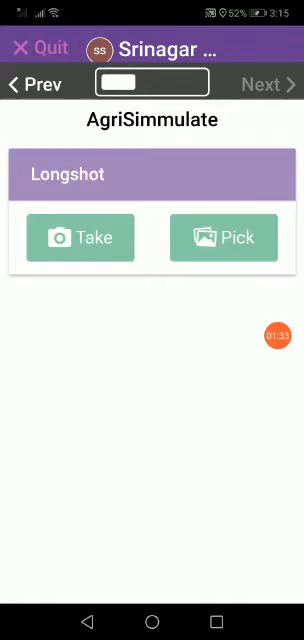 52% 3:15
Quit SS Srinagar ...
Prev Next
AgriSimmulate
Longshot
Take Pick
01:33